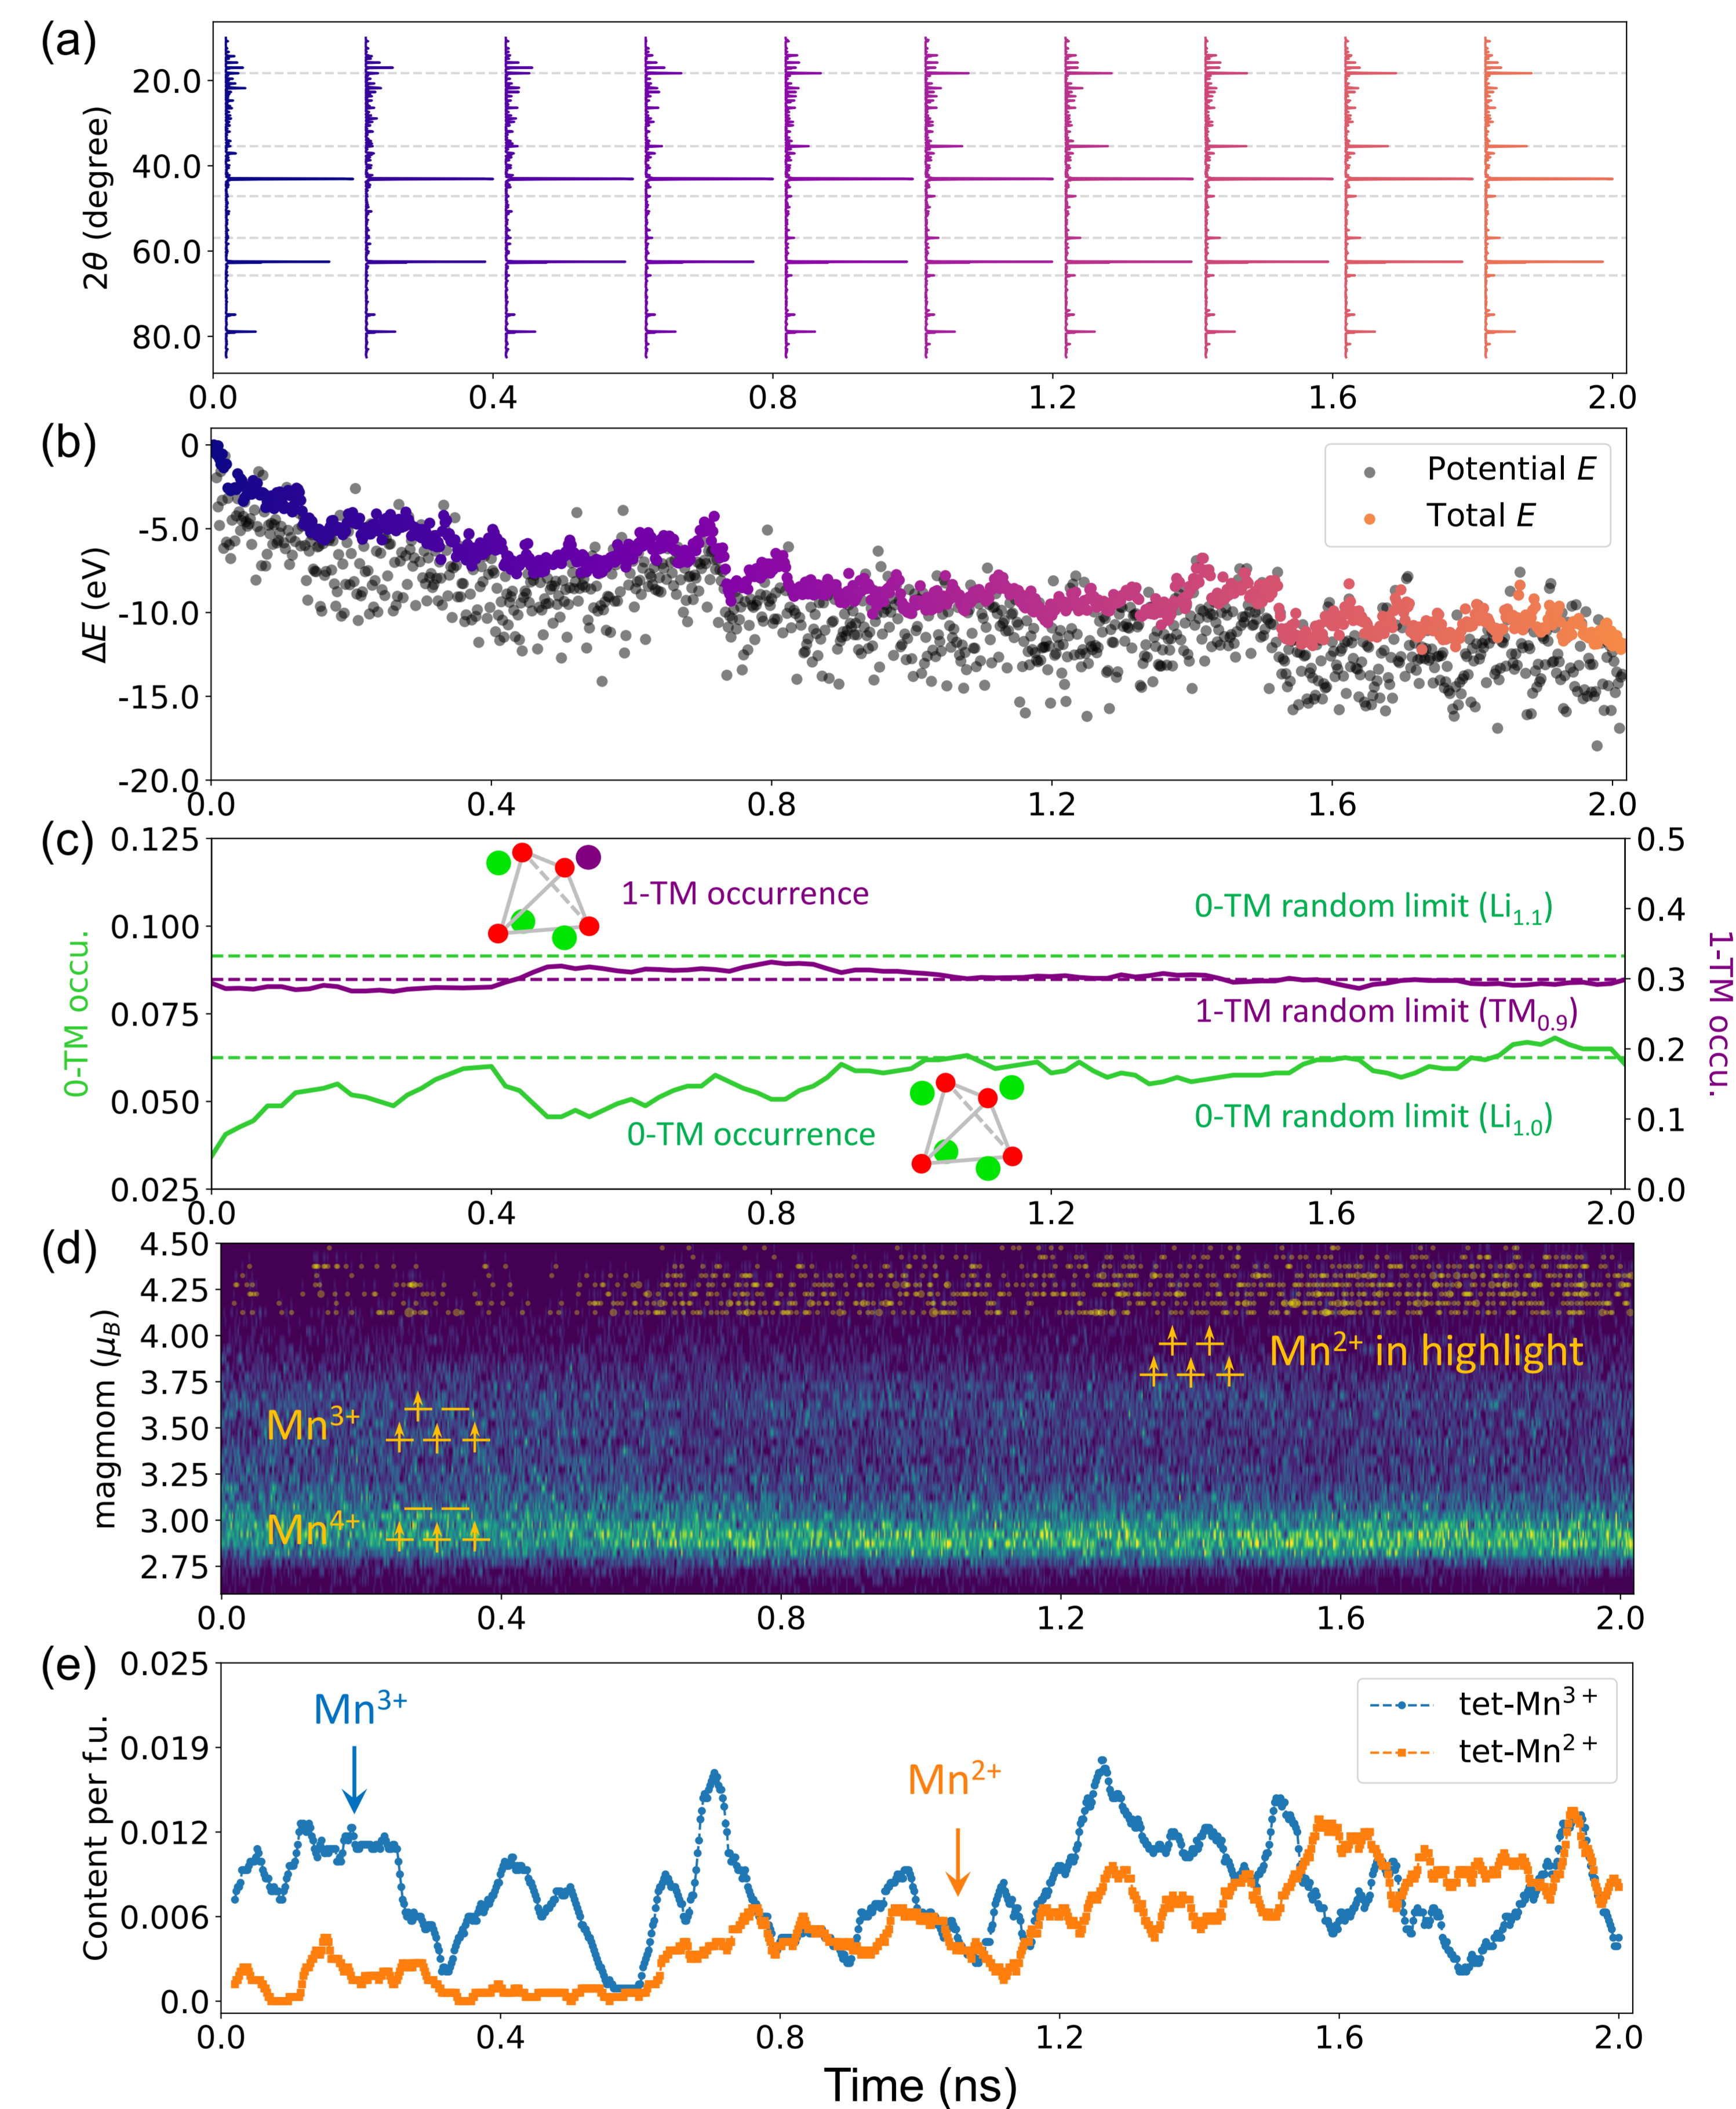 (a)
2θ (degree)
20.0
40.0
60.0
80.0
0.0 0.4 0.8 1.2 1.6 2.0
(b)
ΔE (eV)
0
-5.0
-10.0
-15.0
-20.0
Potential E
Total E
0.0 0.4 0.8 1.2 1.6 2.0
(c)
0-TM occu.
0.125
0.100
0.075
0.050
0.025
1-TM occurrence
0-TM random limit (Li1.1)
1-TM random limit (TM0.9)
0-TM occurrence
0-TM random limit (Li1.0)
0.5
0.4
0.3
0.2
0.1
0.0
1-TM occu.
0.0 0.4 0.8 1.2 1.6 2.0
(d)
magmom (μB)
4.50
4.25
4.00
3.75
3.50
3.25
3.00
2.75
Mn2+ in highlight
Mn3+
Mn4+
0.0 0.4 0.8 1.2 1.6 2.0
(e)
Content per f.u.
0.025
0.019
0.012
0.006
0.0
Mn3+
Mn2+
tet-Mn3+
tet-Mn2+
0.0 0.4 0.8 1.2 1.6 2.0
Time (ns)